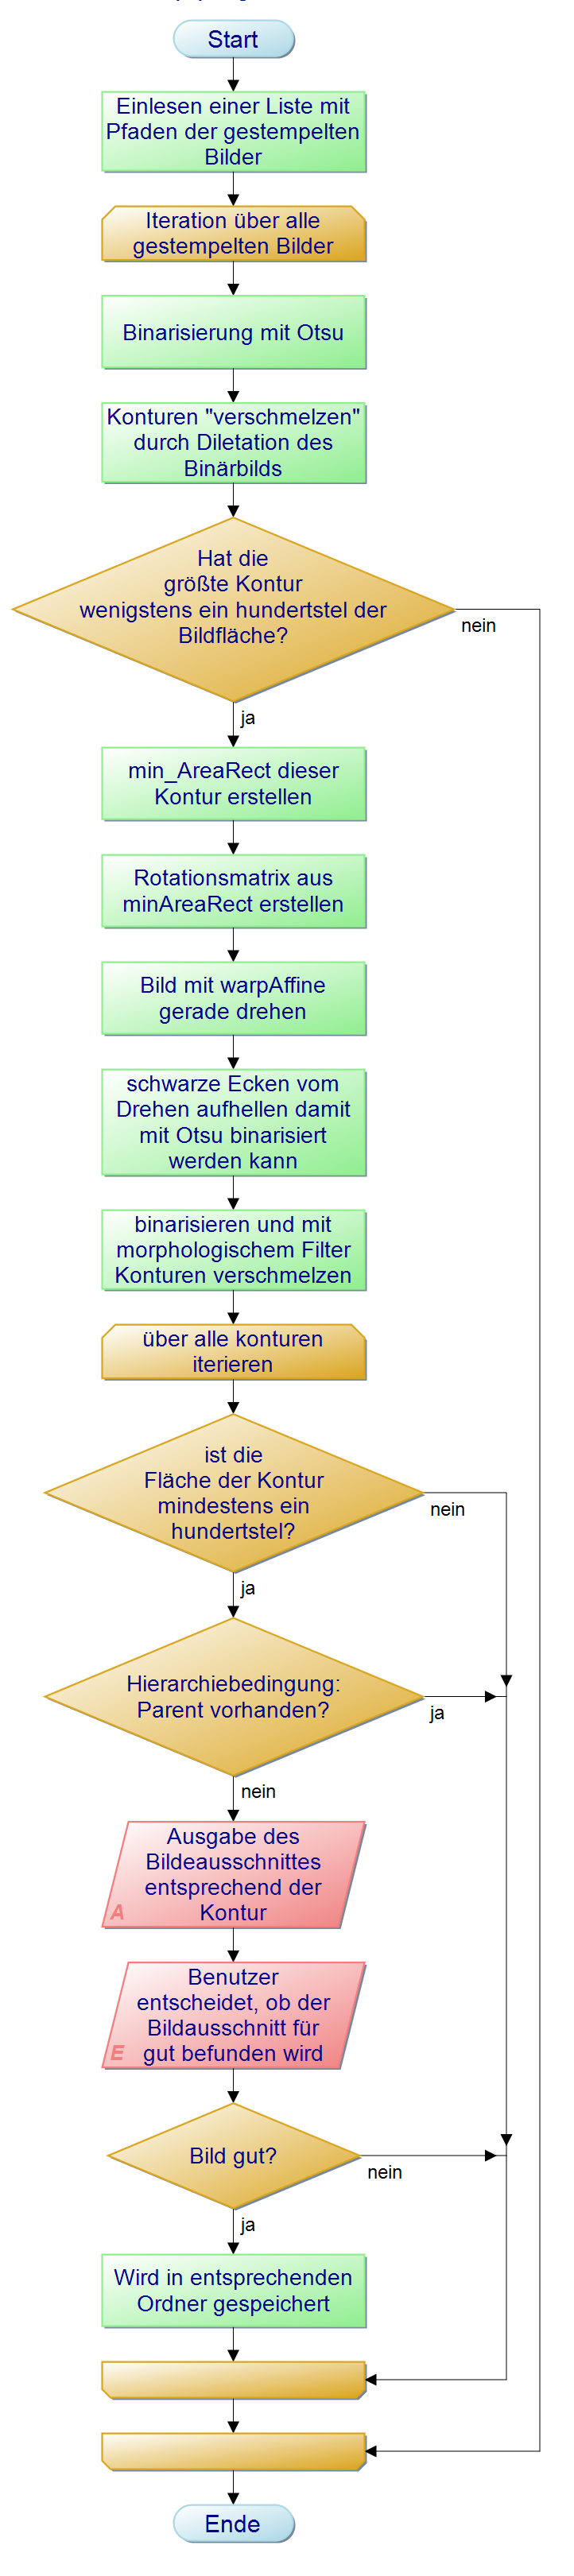 Start
Einlesen einer Liste mit
Pfaden der gestempelten
Bilder
Iteration über alle
gestempelten Bilder
Binarisierung mit Otsu
Konturen "verschmelzen"
durch Diletation des
Binärbilds
Hat die
größte Kontur
wenigstens ein hundertstel der
Bildfläche?
nein
ja
min_AreaRect dieser
Kontur erstellen
Rotationsmatrix aus
minAreaRect erstellen
Bild mit warpAffine
gerade drehen
schwarze Ecken vom
Drehen aufhellen damit
mit Otsu binarisiert
werden kann
binarisieren und mit
morphologischem Filter
Konturen verschmelzen
über alle konturen
iterieren
ist die
Fläche der Kontur
mindestens ein
hundertstel?
nein
ja
Hierarchiebedingung:
Parent vorhanden?
ja
nein
Ausgabe des
Bildeausschnittes
entsprechend der
Kontur
A
Benutzer
entscheidet, ob der
Bildausschnitt für
gut befunden wird
E
Bild gut?
nein
ja
Wird in entsprechenden
Ordner gespeichert
Ende